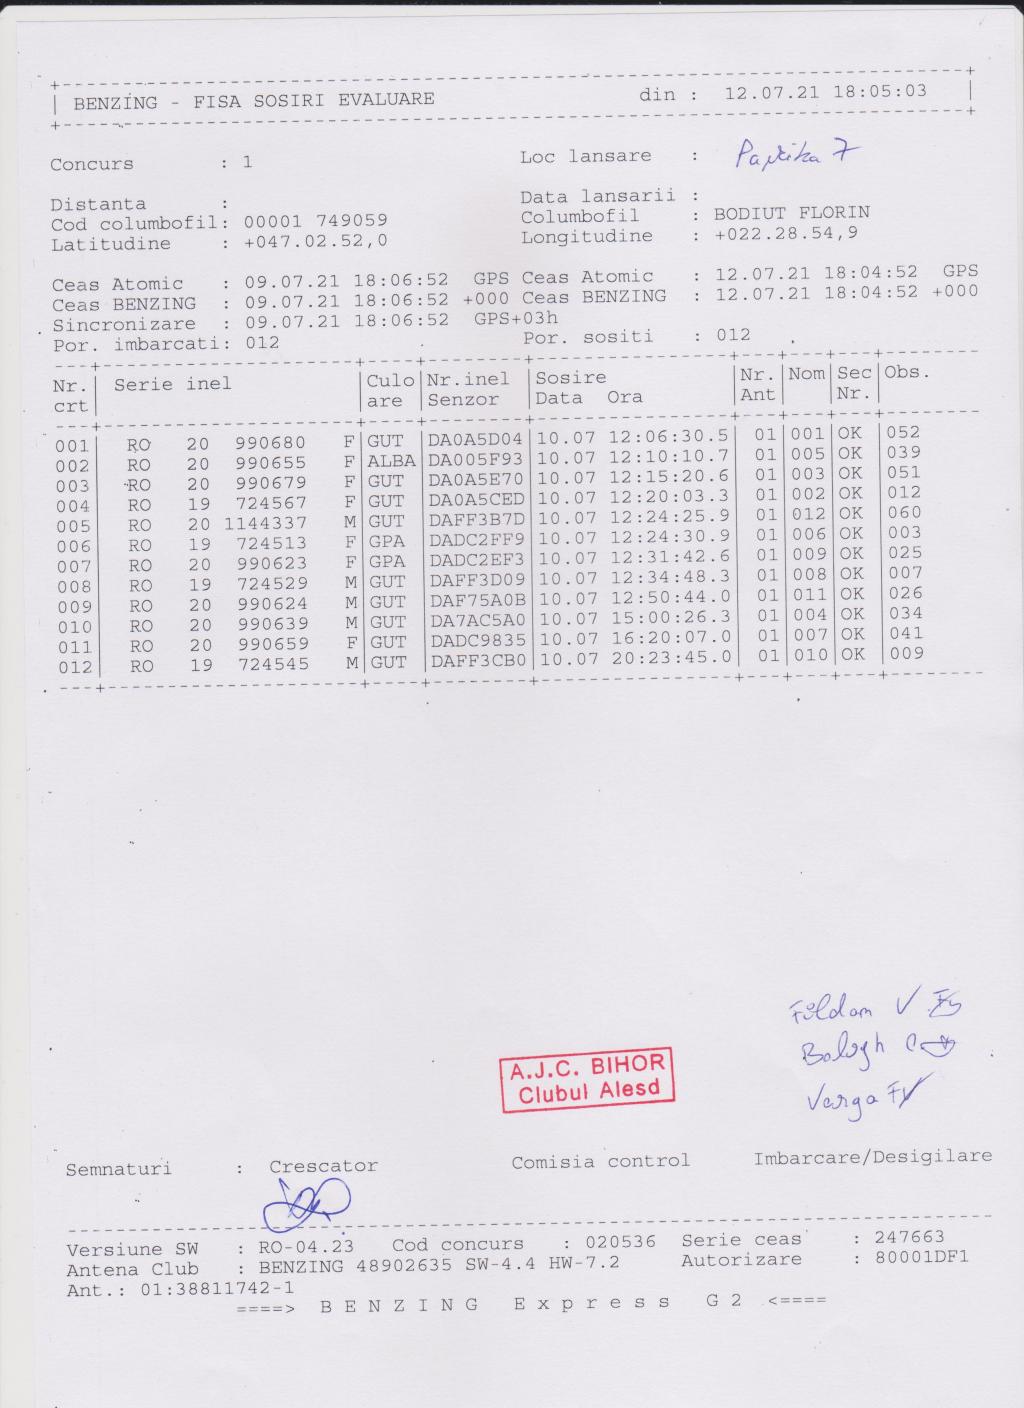 BENZING - FISA SOSIRI EVALUARE din : 12.07.21 18:05:03
Concurs : 1 Loc lansare : 7
Distanta : Data lansarii :
Cod columbofil: 00001 749059 Columbofil : BODIUT FLORIN
Latitudine : +047.02.52,0 Longitudine : +022.28.54,9
Ceas Atomic : 09.07.21 18:06:52 GPS Ceas Atomic : 12.07.21 18:04:52 GPS
Ceas BENZING : 09.07.21 18:06:52 +000 Ceas BENZING : 12.07.21 18:04:52 +000
Sincronizare : 09.07.21 18:06:52 GPS+03h
Por. imbarcati: 012 Por. sositi : 012
Nr. Serie inel Culo Nr.inel Sosire Nr. Nom Sec Obs.
crt are Senzor Data Ora Ant Nr.
001 RO 20 990680 F GUT DA0A5D04 10.07 12:06:30.5 01 001 OK 052
002 RO 20 990655 F ALBA DA005F93 10.07 12:10:10.7 01 005 OK 039
003 RO 20 990679 F GUT DA0A5E70 10.07 12:15:20.6 01 003 OK 051
004 RO 19 724567 F GUT DA0A5CED 10.07 12:20:03.3 01 002 OK 012
005 RO 20 1144337 M GUT DAFF3B7D 10.07 12:24:25.9 01 012 OK 060
006 RO 19 724513 F GPA DADC2FF9 10.07 12:24:30.9 01 006 OK 003
007 RO 20 990623 F GPA DADC2EF3 10.07 12:31:42.6 01 009 OK 025
008 RO 19 724529 M GUT DAFF3D09 10.07 12:34:48.3 01 008 OK 007
009 RO 20 990624 M GUT DAF75A0B 10.07 12:50:44.0 01 011 OK 026
010 RO 20 990639 M GUT DA7AC5A0 10.07 15:00:26.3 01 004 OK 034
011 RO 20 990659 F GUT DADC9835 10.07 16:20:07.0 01 007 OK 041
012 RO 19 724545 M GUT DAFF3CB0 10.07 20:23:45.0 01 010 OK 009
A.J.C. BIHOR
Clubul Alesd
Balogh
Varga
Semnaturi : Crescator Comisia control Imbarcare/Desigilare
Versiune SW : RO-04.23 Cod concurs : 020536 Serie ceas : 247663
Antena Club : BENZING 48902635 SW-4.4 HW-7.2 Autorizare : 80001DF1
Ant.: 01:38811742-1
====> B E N Z I N G E x p r e s s G 2 <====